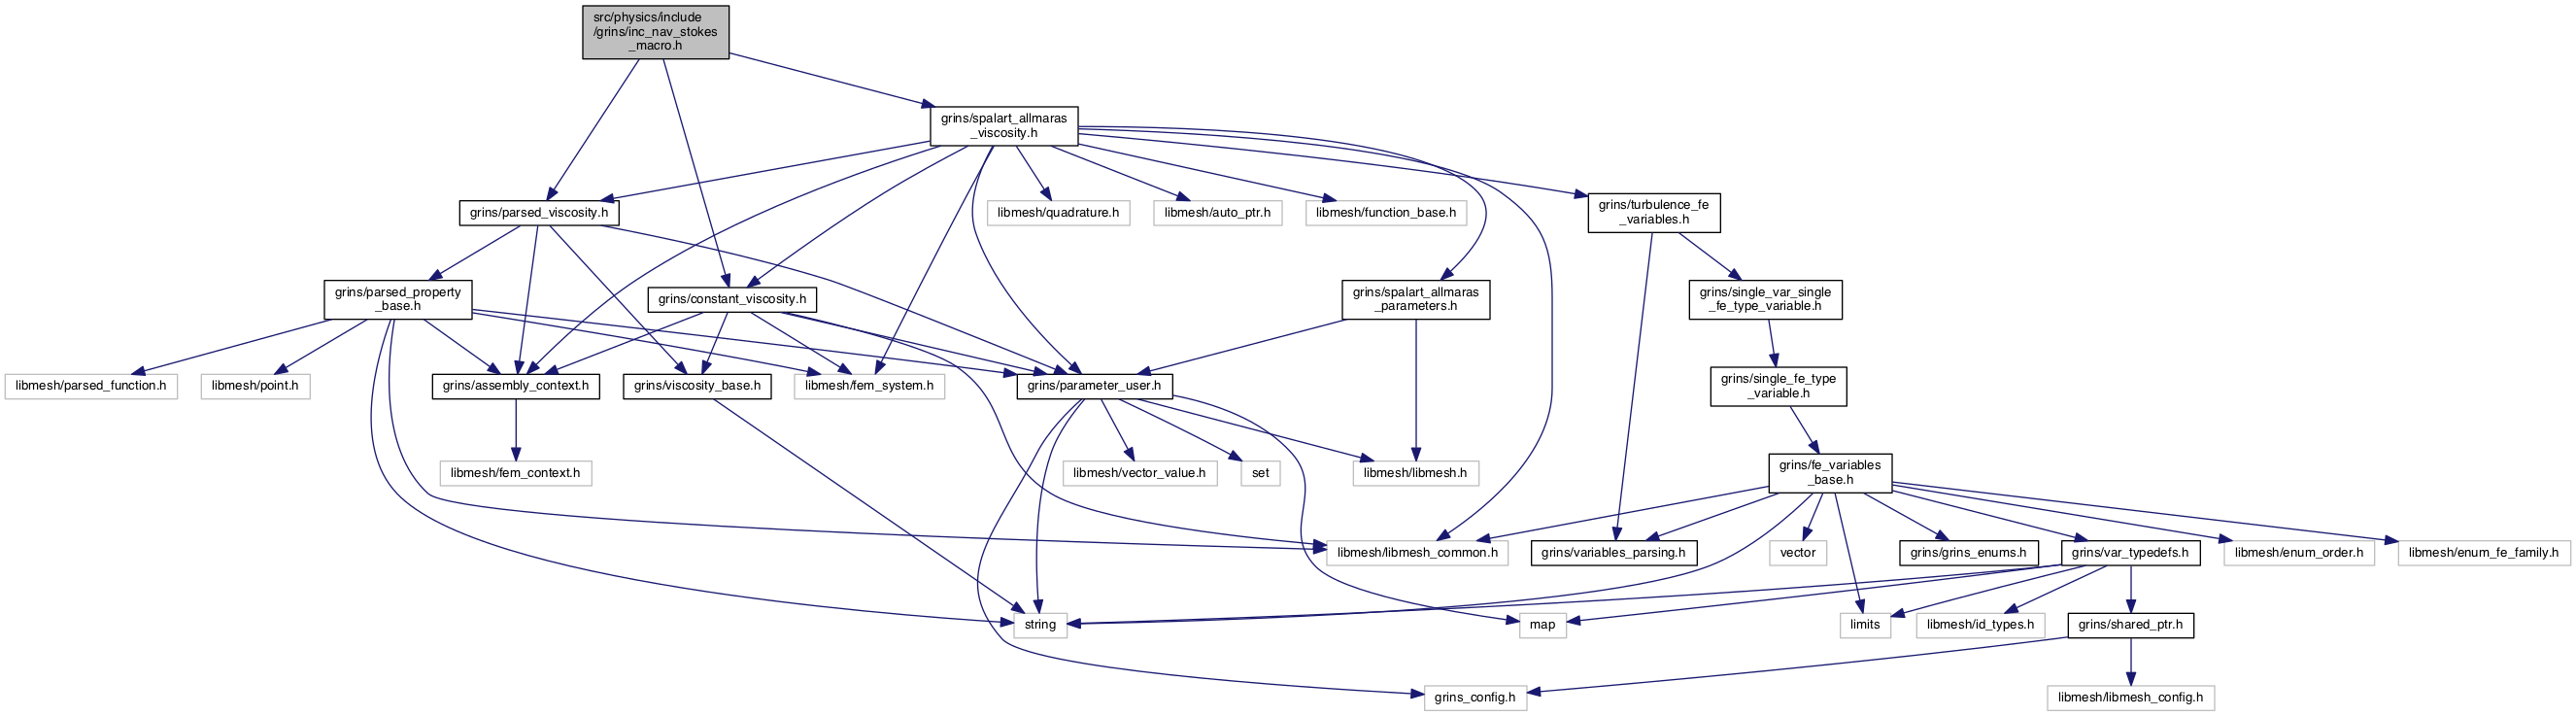 src/physics/include
/grins/inc_nav_stokes
_macro.h
grins/spalart_allmaras
_viscosity.h
grins/parsed_viscosity.h
libmesh/quadrature.h
libmesh/auto_ptr.h
libmesh/function_base.h
grins/turbulence_fe
_variables.h
grins/parsed_property
_base.h
grins/constant_viscosity.h
grins/spalart_allmaras
_parameters.h
grins/single_var_single
_fe_type_variable.h
libmesh/parsed_function.h
libmesh/point.h
grins/assembly_context.h
grins/viscosity_base.h
libmesh/fem_system.h
grins/parameter_user.h
grins/single_fe_type
_variable.h
libmesh/fem_context.h
libmesh/vector_value.h
set
libmesh/libmesh.h
grins/fe_variables
_base.h
libmesh/libmesh_common.h
grins/variables_parsing.h
vector
grins/grins_enums.h
grins/var_typedefs.h
libmesh/enum_order.h
libmesh/enum_fe_family.h
string
map
limits
libmesh/id_types.h
grins/shared_ptr.h
grins_config.h
libmesh/libmesh_config.h